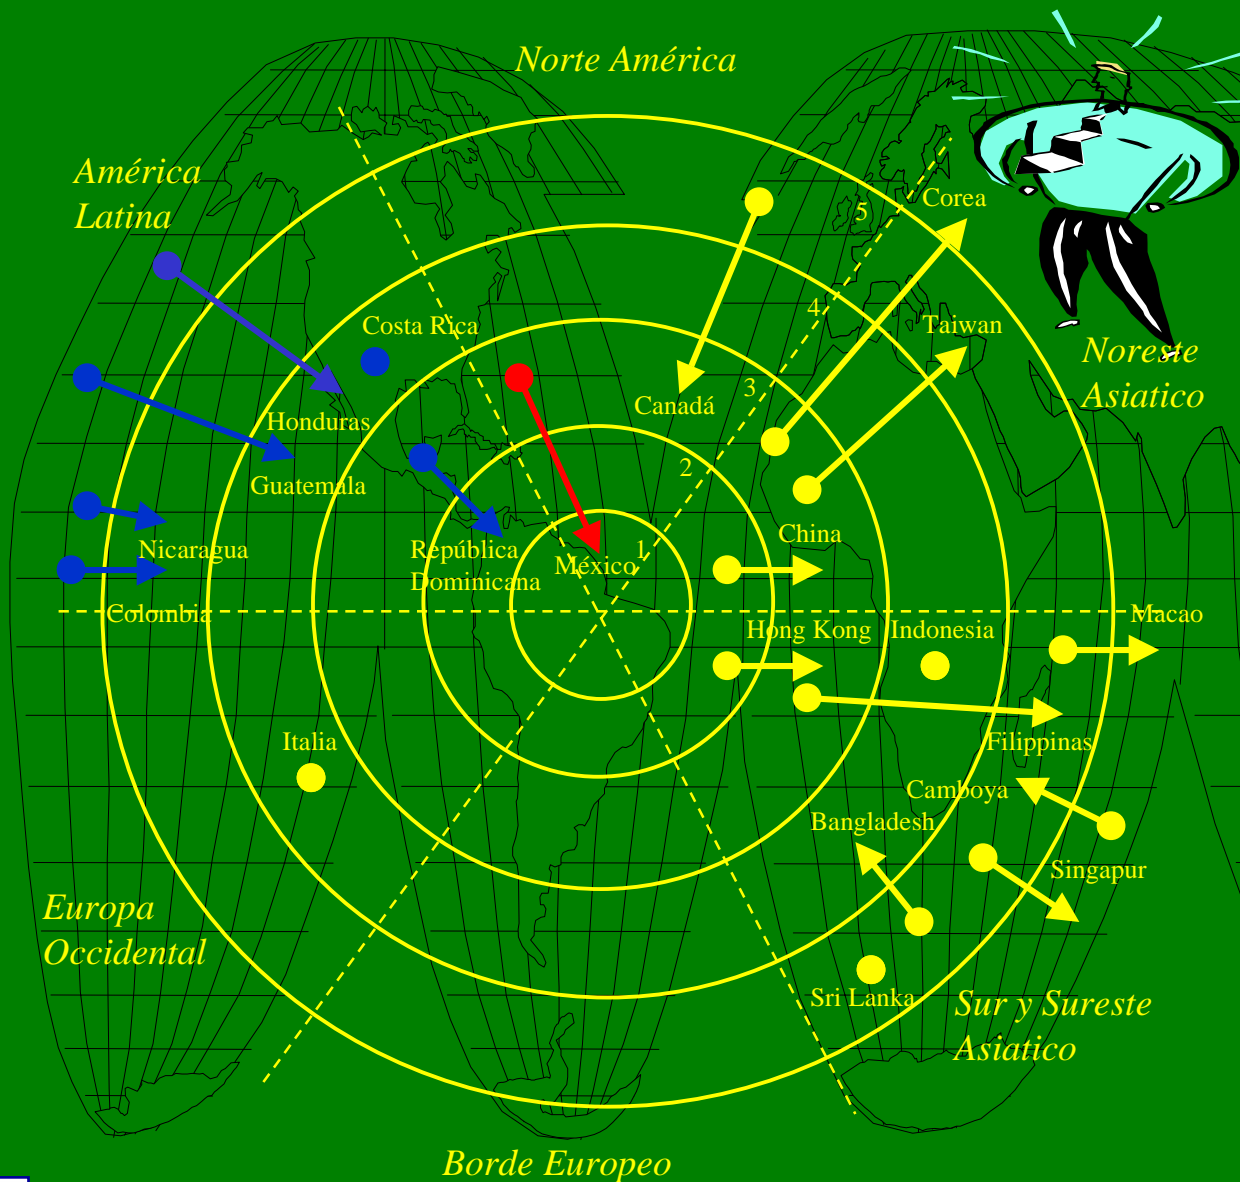 Norte América
América
Latina
Corea
5
4
Costa Rica
Taiwan
Noreste
Asiatico
3
Canadá
Honduras
2
Guatemala
China
1
Nicaragua
República
Dominicana
México
Colombia
Macao
Hong Kong
Indonesia
Italia
Filippinas
Camboya
Bangladesh
Singapur
Europa
Occidental
Sri Lanka
Sur y Sureste
Asiatico
Borde Europeo